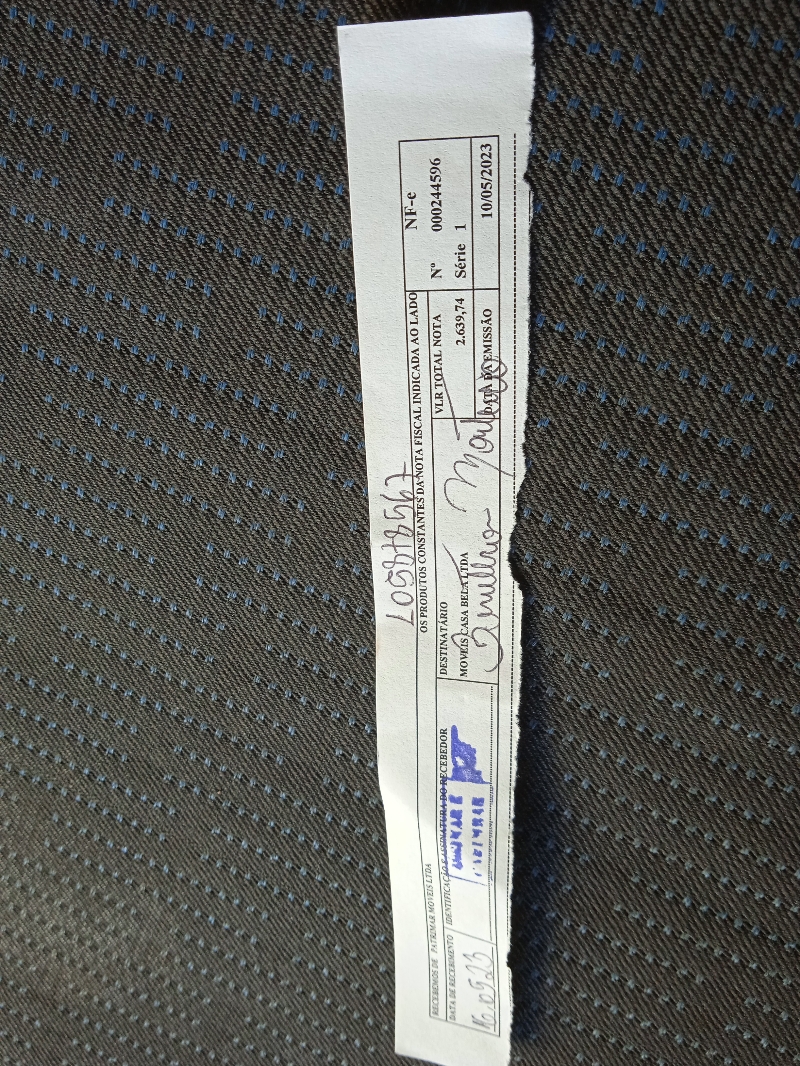 105878567
RECEBEMOS DE PATRIMAR MOVEIS LTDA OS PRODUTOS CONSTANTES DA NOTA FISCAL INDICADA AO LADO
NF-e
DATA DE RECEBIMENTO IDENTIFICAÇÃO E ASSINATURA DO RECEBEDOR
DESTINATÁRIO
MOVEIS CASA BELA LTDA
VLR TOTAL NOTA
2.639,74
Nº 000244596
Série 1
DATA DA EMISSÃO
10/05/2023